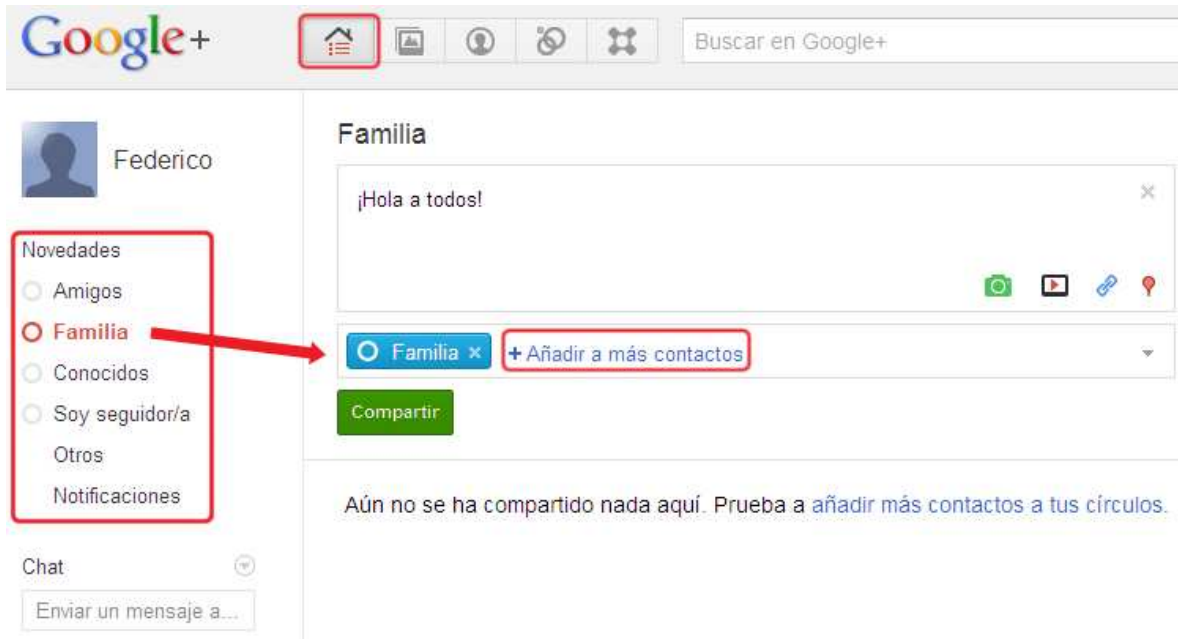 Google+
Buscar en Google+
Federico
Novedades
Amigos
Familia
Conocidos
Soy seguidor/a
Otros
Notificaciones
Chat
Enviar un mensaje a...
Familia
¡Hola a todos!
Familia × + Añadir a más contactos
Compartir
Aún no se ha compartido nada aquí. Prueba a añadir más contactos a tus círculos.